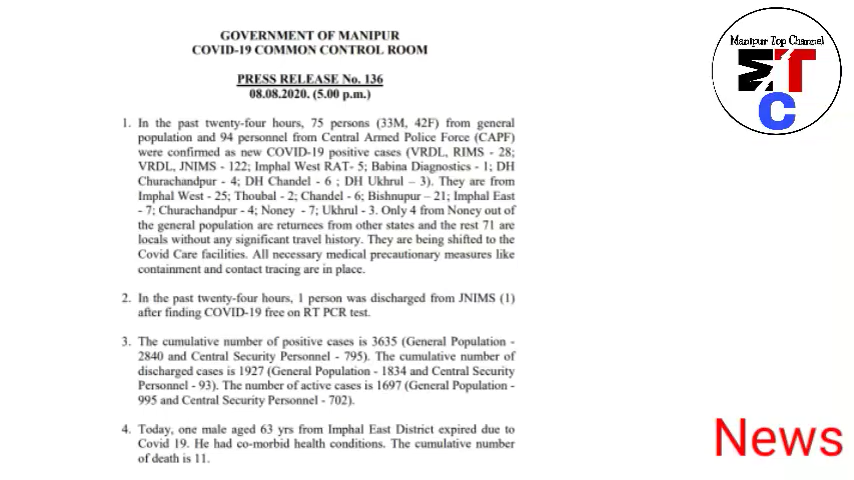 GOVERNMENT OF MANIPUR
COVID-19 COMMON CONTROL ROOM
PRESS RELEASE No. 136
08.08.2020. (5.00 p.m.)
1. In the past twenty-four hours, 75 persons (33M, 42F) from general
population and 94 personnel from Central Armed Police Force (CAPF)
were confirmed as new COVID-19 positive cases (VRDL, RIMS - 28;
VRDL, JNIMS - 122; Imphal West RAT- 5; Babina Diagnostics - 1; DH
Churachandpur - 4; DH Chandel - 6 ; DH Ukhrul – 3). They are from
Imphal West - 25; Thoubal - 2; Chandel - 6; Bishnupur – 21; Imphal East
- 7; Churachandpur - 4; Noney - 7; Ukhrul - 3. Only 4 from Noney out of
the general population are returnees from other states and the rest 71 are
locals without any significant travel history. They are being shifted to the
Covid Care facilities. All necessary medical precautionary measures like
containment and contact tracing are in place.
2. In the past twenty-four hours, 1 person was discharged from JNIMS (1)
after finding COVID-19 free on RT PCR test.
3. The cumulative number of positive cases is 3635 (General Population -
2840 and Central Security Personnel - 795). The cumulative number of
discharged cases is 1927 (General Population - 1834 and Central Security
Personnel - 93). The number of active cases is 1697 (General Population -
995 and Central Security Personnel - 702).
4. Today, one male aged 63 yrs from Imphal East District expired due to
Covid 19. He had co-morbid health conditions. The cumulative number
of death is 11.
Manipur Top Channel
MTC
News